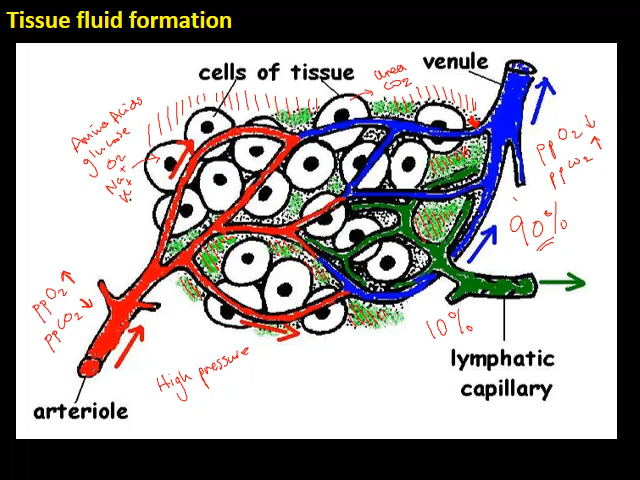 Tissue fluid formation
cells of tissue
urea
CO2
venule
Amino Acids
glucose
O2
Na+
K+
ppO2 ↓
ppCO2 ↑
90%
ppO2 ↑
ppCO2 ↓
High pressure
10%
lymphatic
capillary
arteriole